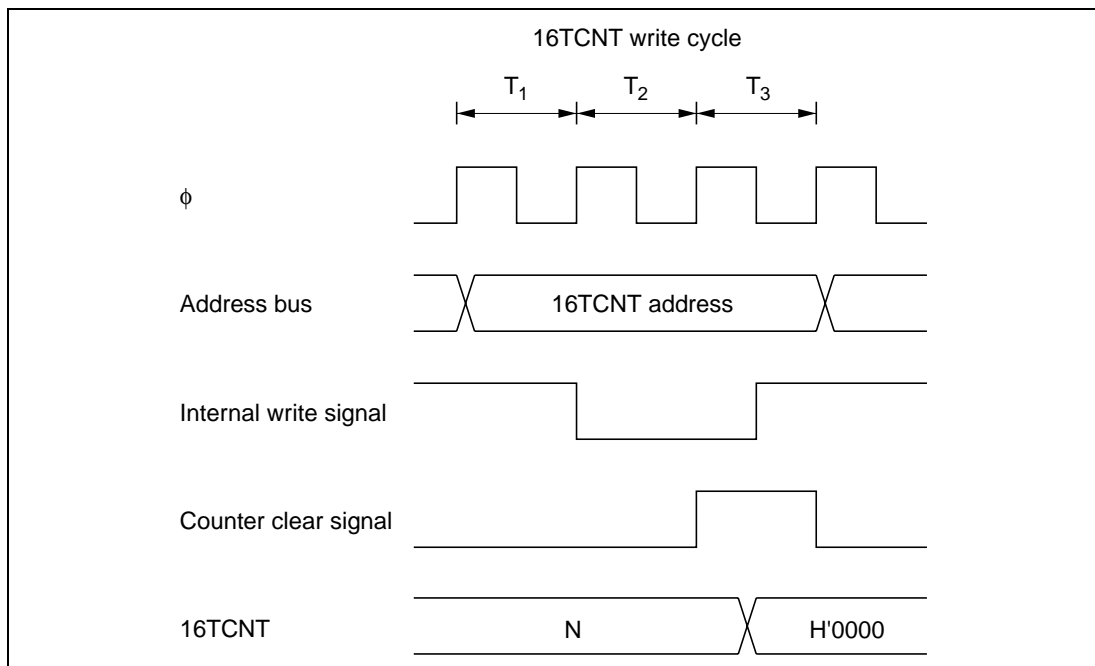 16TCNT write cycle
T1 T2 T3
φ
Address bus 16TCNT address
Internal write signal
Counter clear signal
16TCNT N H'0000